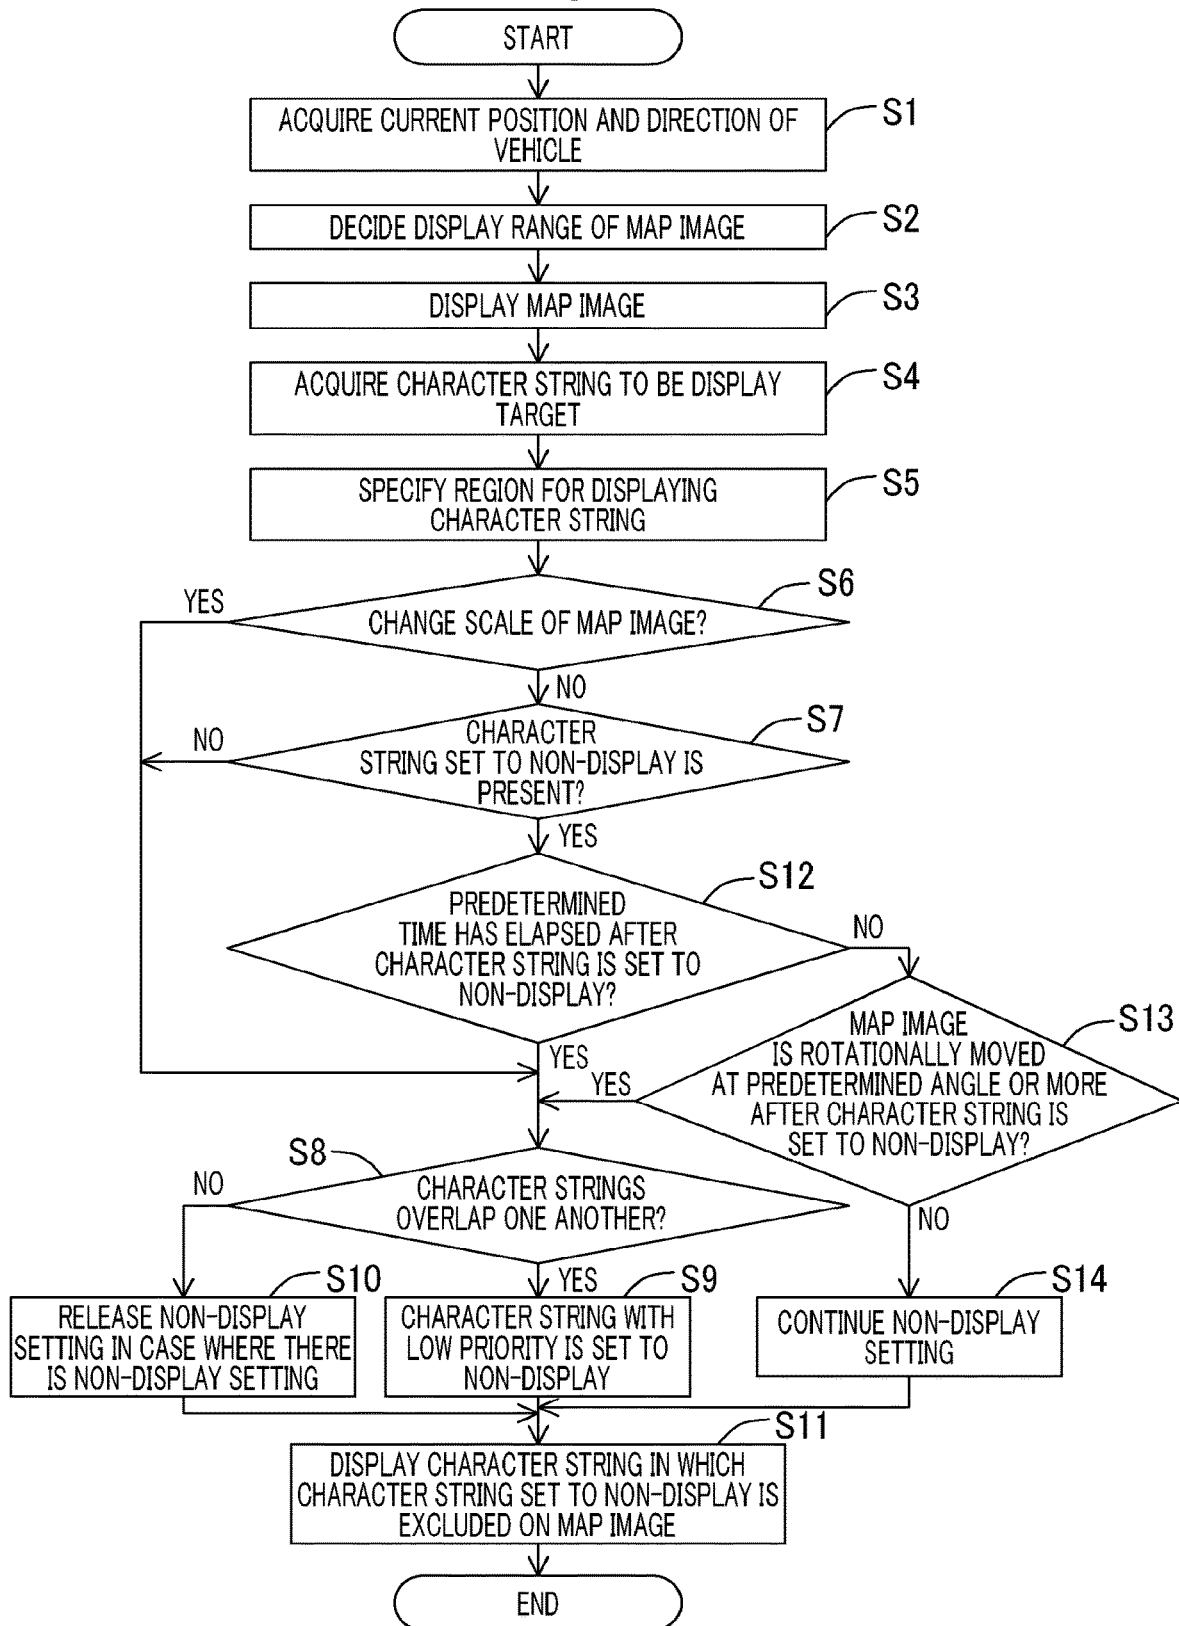 START
ACQUIRE CURRENT POSITION AND DIRECTION OF
VEHICLE
S1
DECIDE DISPLAY RANGE OF MAP IMAGE
S2
DISPLAY MAP IMAGE
S3
ACQUIRE CHARACTER STRING TO BE DISPLAY
TARGET
S4
SPECIFY REGION FOR DISPLAYING
CHARACTER STRING
S5
S6
YES
CHANGE SCALE OF MAP IMAGE?
NO
S7
NO
CHARACTER
STRING SET TO NON-DISPLAY IS
PRESENT?
YES
S12
PREDETERMINED
TIME HAS ELAPSED AFTER
CHARACTER STRING IS SET TO
NON-DISPLAY?
NO
YES
S13
MAP IMAGE
IS ROTATIONALLY MOVED
AT PREDETERMINED ANGLE OR MORE
AFTER CHARACTER STRING IS
SET TO NON-DISPLAY?
YES
NO
S8
NO
CHARACTER STRINGS
OVERLAP ONE ANOTHER?
YES
S10
RELEASE NON-DISPLAY
SETTING IN CASE WHERE THERE
IS NON-DISPLAY SETTING
S9
CHARACTER STRING WITH
LOW PRIORITY IS SET TO
NON-DISPLAY
S14
CONTINUE NON-DISPLAY
SETTING
S11
DISPLAY CHARACTER STRING IN WHICH
CHARACTER STRING SET TO NON-DISPLAY IS
EXCLUDED ON MAP IMAGE
END